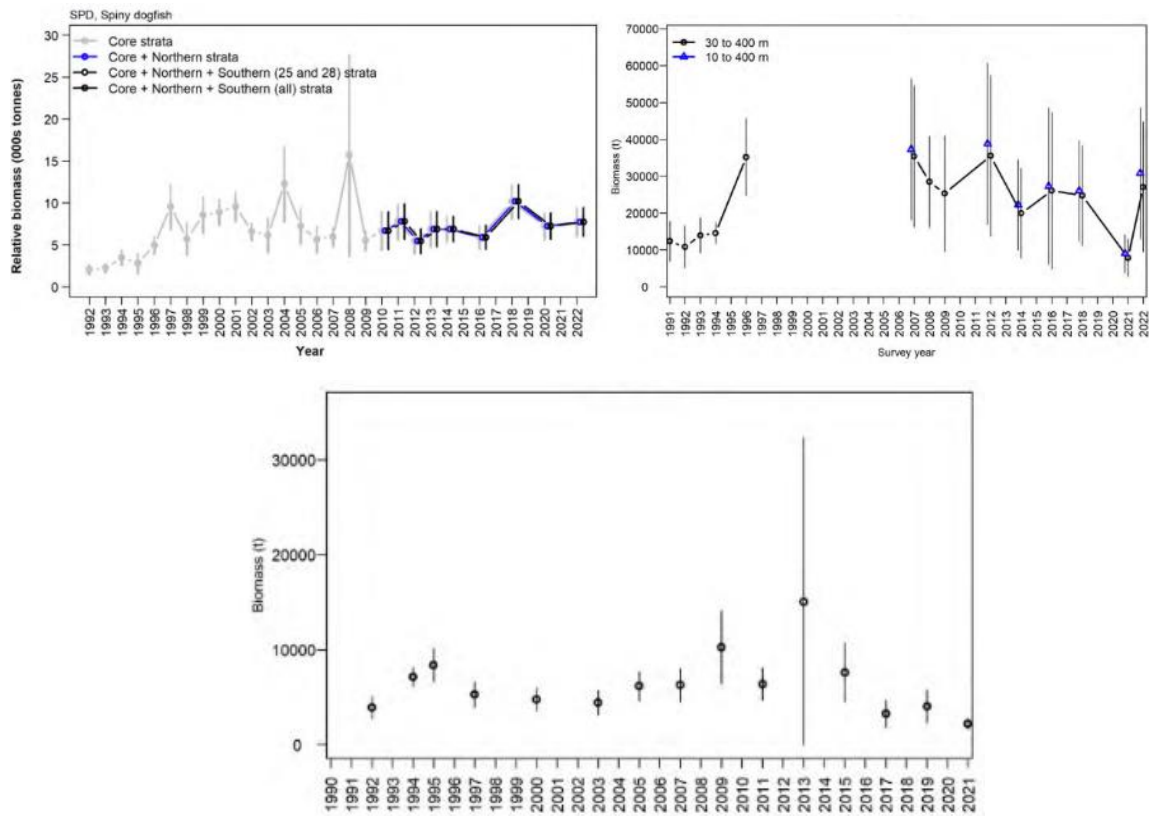 SPD, Spiny dogfish
Core strata
Core + Northern strata
Core + Northern + Southern (25 and 28) strata
Core + Northern + Southern (all) strata
Relative biomass (000s tonnes)
30
25
20
15
10
5
0
1992 1993 1994 1995 1996 1997 1998 1999 2000 2001 2002 2003 2004 2005 2006 2007 2008 2009 2010 2011 2012 2013 2014 2016 2018 2020 2021 2022
Year
30 to 400 m
10 to 400 m
Biomass (t)
70000
60000
50000
40000
30000
20000
10000
0
1991 1992 1993 1994 1995 1996 1997 1998 1999 2000 2001 2002 2003 2004 2005 2006 2007 2008 2009 2010 2011 2012 2013 2014 2015 2016 2017 2018 2019 2020 2021 2022
Survey year
Biomass (t)
30000
20000
10000
0
1990 1991 1992 1993 1994 1995 1996 1997 1998 1999 2000 2001 2002 2003 2004 2005 2006 2007 2008 2009 2010 2011 2012 2013 2014 2015 2016 2017 2018 2019 2020 2021